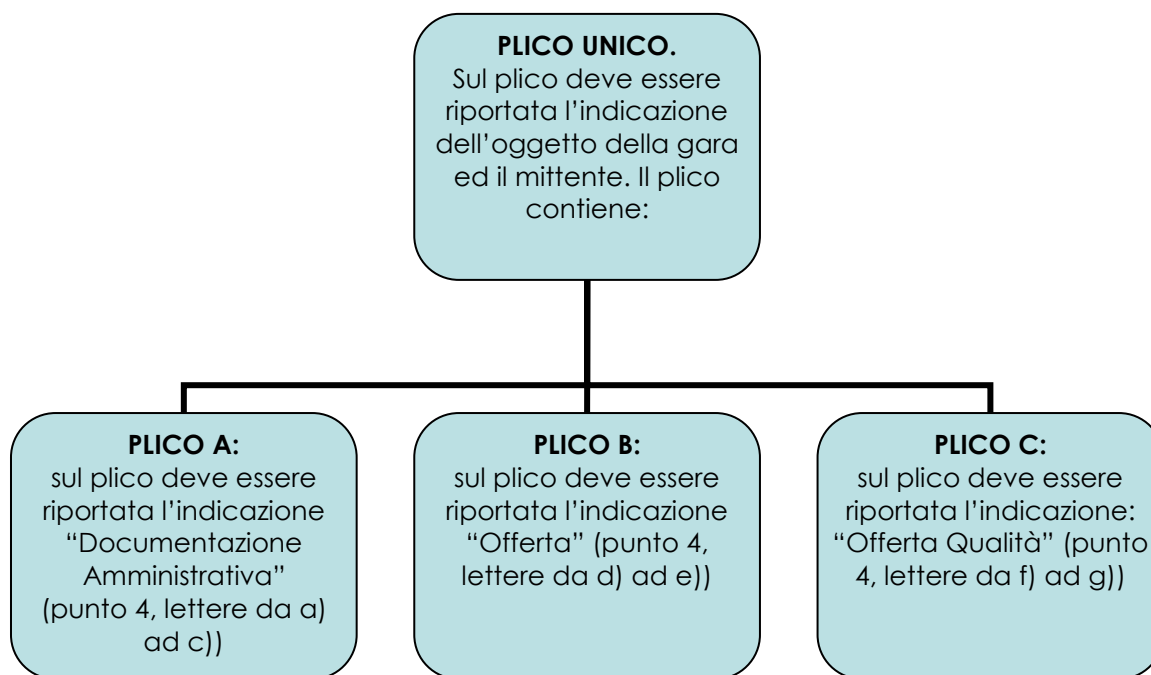 PLICO UNICO.
Sul plico deve essere
riportata l’indicazione
dell’oggetto della gara
ed il mittente. Il plico
contiene:
PLICO A:
sul plico deve essere
riportata l’indicazione
“Documentazione
Amministrativa”
(punto 4, lettere da a)
ad c))
PLICO B:
sul plico deve essere
riportata l’indicazione
“Offerta” (punto 4,
lettere da d) ad e))
PLICO C:
sul plico deve essere
riportata l’indicazione:
“Offerta Qualità” (punto
4, lettere da f) ad g))